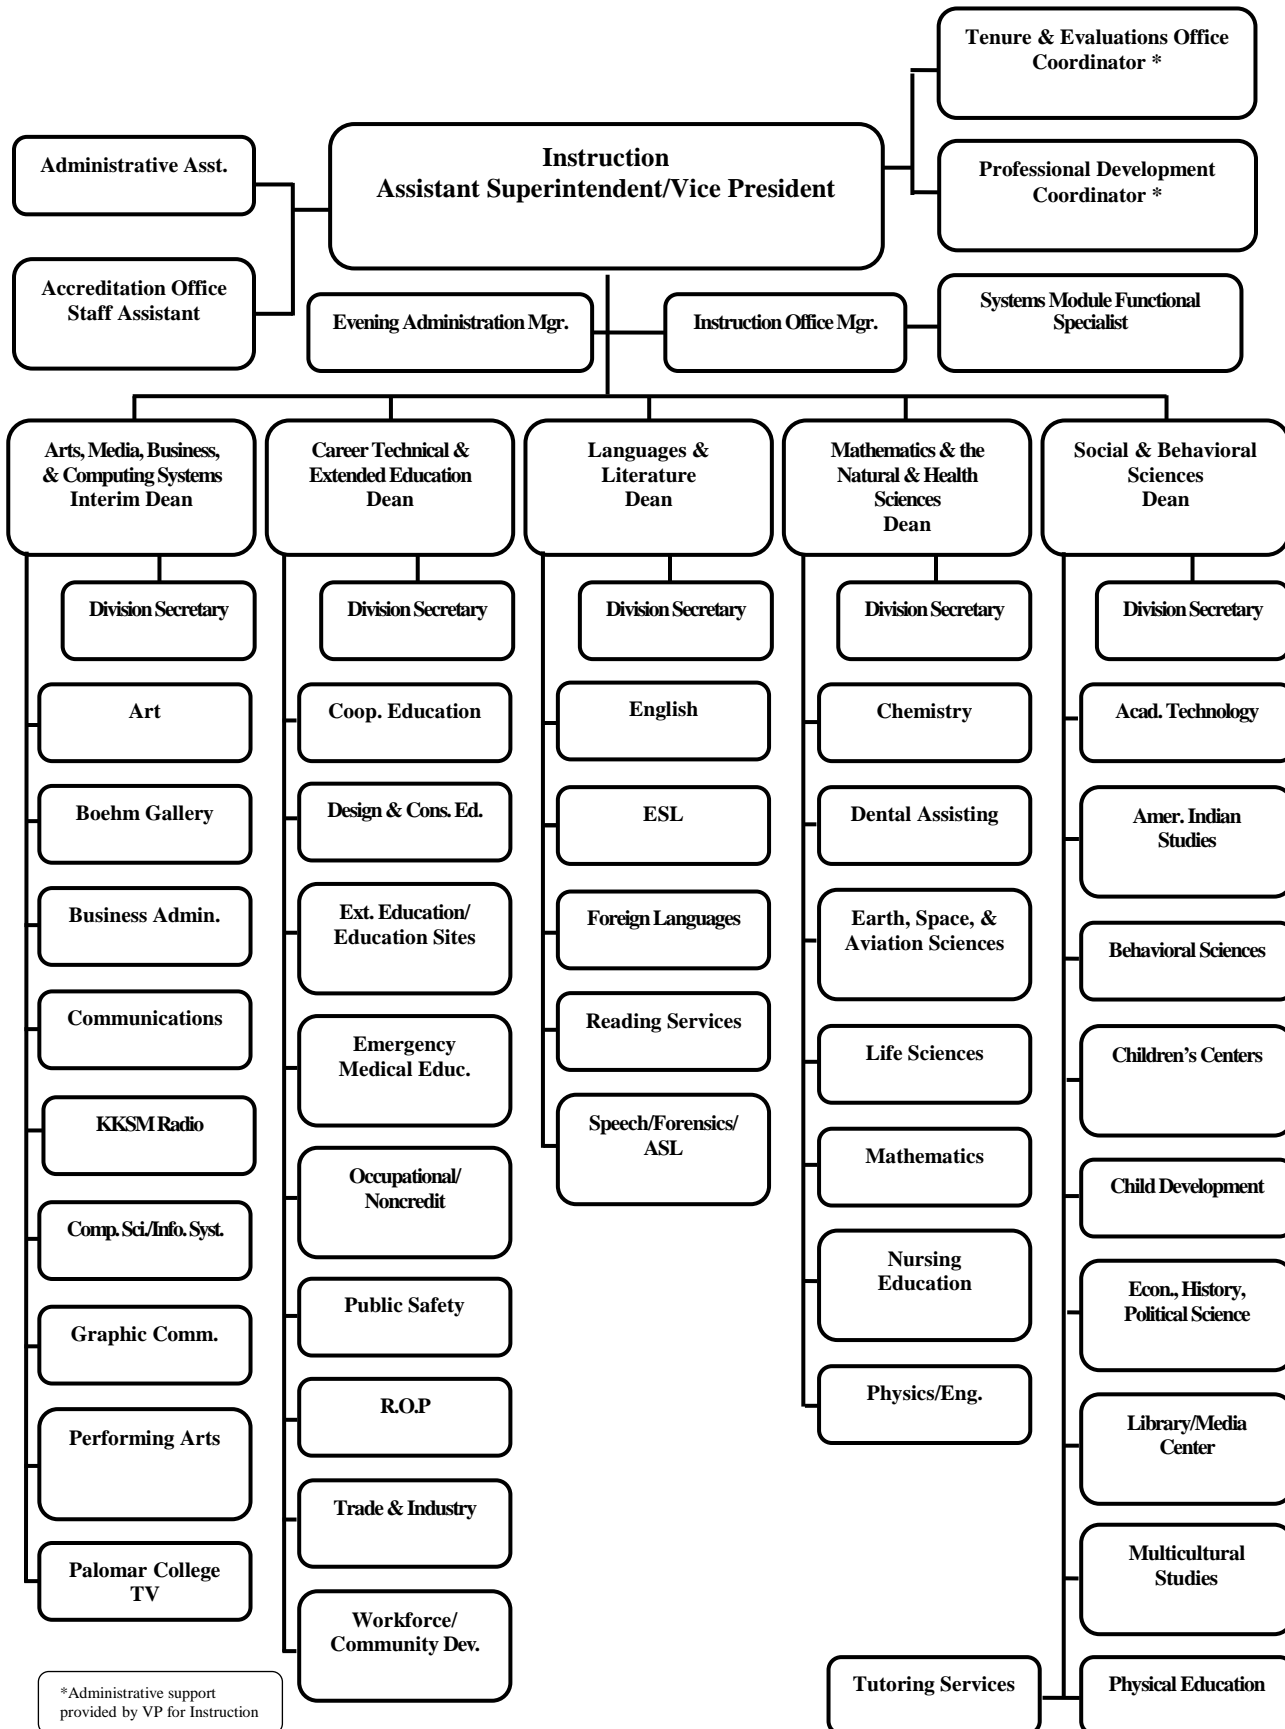 Tenure & Evaluations Office
Coordinator *
Instruction
Assistant Superintendent/Vice President
Administrative Asst.
Professional Development
Coordinator *
Accreditation Office
Staff Assistant
Evening Administration Mgr.
Instruction Office Mgr.
Systems Module Functional
Specialist
Arts, Media, Business,
& Computing Systems
Interim Dean
Career Technical &
Extended Education
Dean
Languages &
Literature
Dean
Mathematics & the
Natural & Health
Sciences
Dean
Social & Behavioral
Sciences
Dean
Division Secretary
Division Secretary
Division Secretary
Division Secretary
Division Secretary
Art
Boehm Gallery
Business Admin.
Communications
KKSM Radio
Comp. Sci./Info. Syst.
Graphic Comm.
Performing Arts
Palomar College
TV
Coop. Education
Design & Cons. Ed.
Ext. Education/
Education Sites
Emergency
Medical Educ.
Occupational/
Noncredit
Public Safety
R.O.P
Trade & Industry
Workforce/
Community Dev.
English
ESL
Foreign Languages
Reading Services
Speech/Forensics/
ASL
Chemistry
Dental Assisting
Earth, Space, &
Aviation Sciences
Life Sciences
Mathematics
Nursing
Education
Physics/Eng.
Acad. Technology
Amer. Indian
Studies
Behavioral Sciences
Children's Centers
Child Development
Econ., History,
Political Science
Library/Media
Center
Multicultural
Studies
Tutoring Services
Physical Education
*Administrative support
provided by VP for Instruction